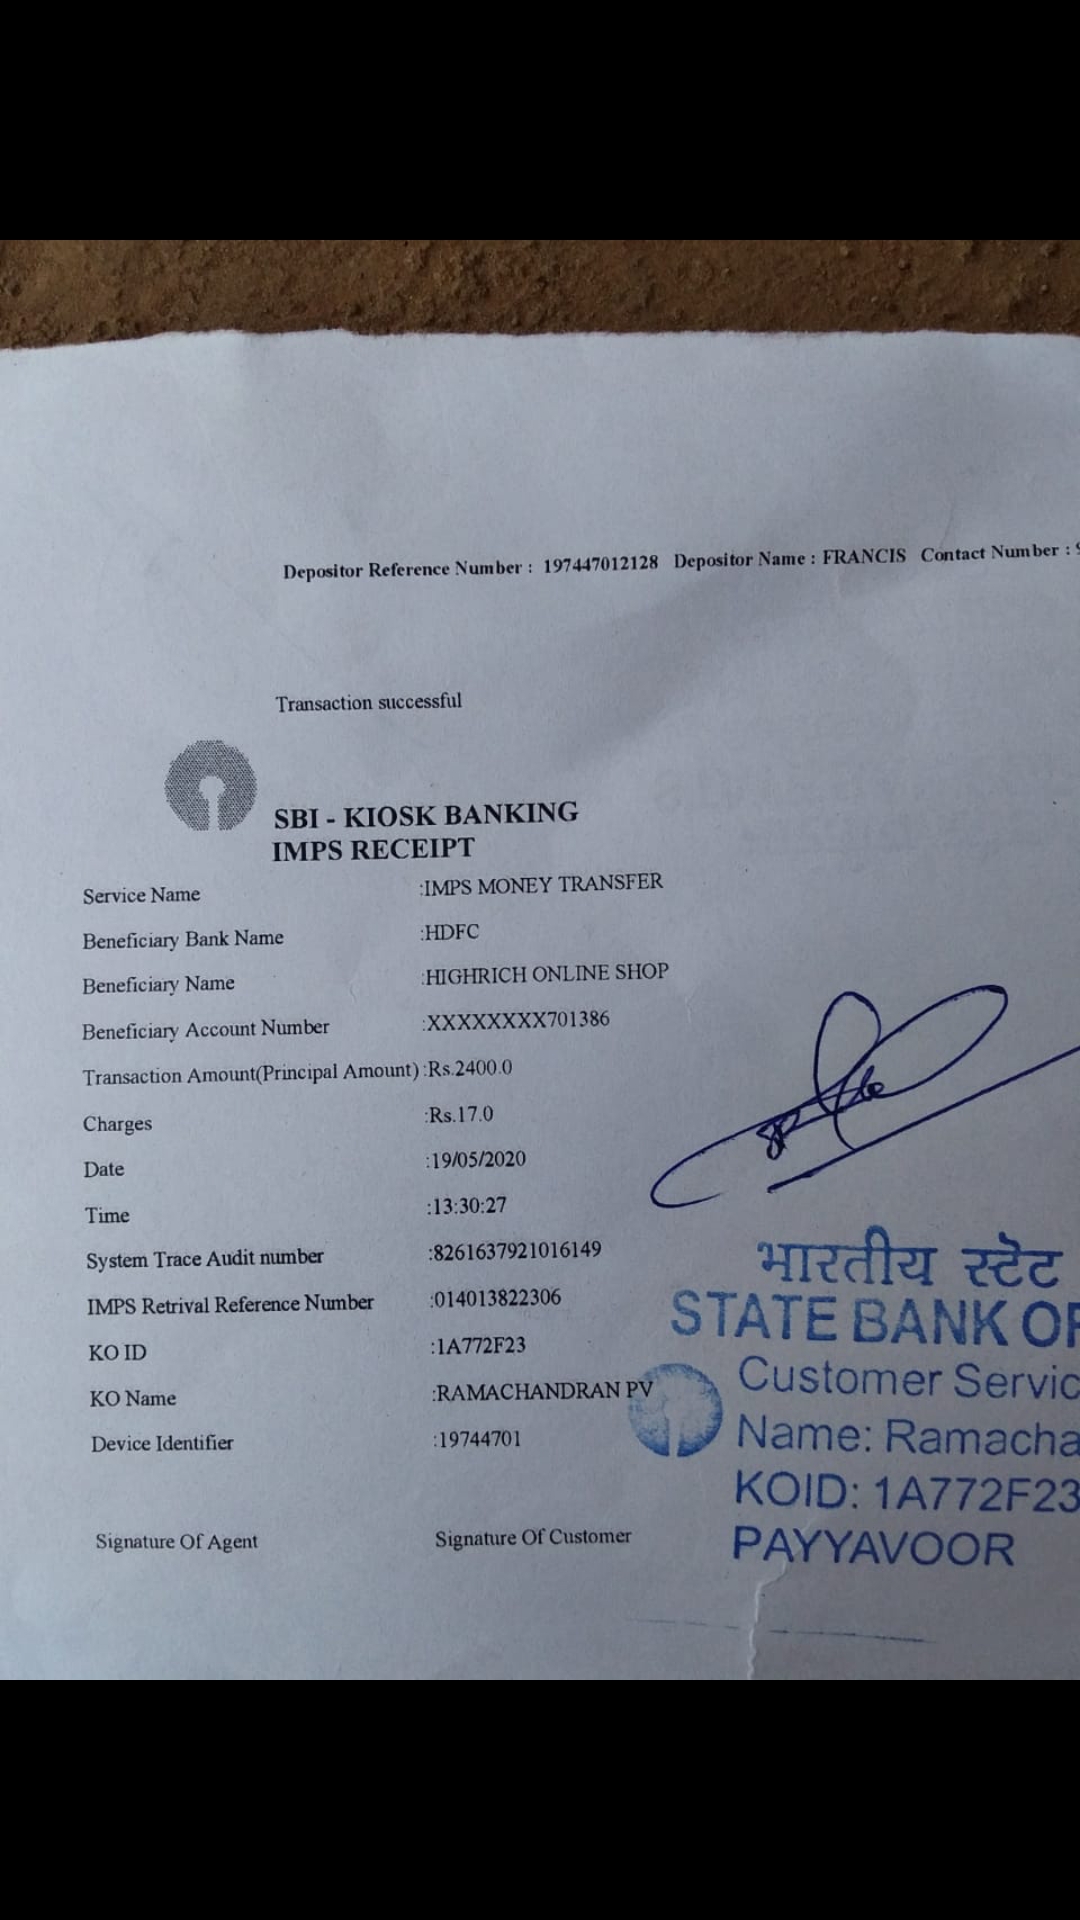 Depositor Reference Number : 197447012128 Depositor Name : FRANCIS Contact Number :
Transaction successful
SBI - KIOSK BANKING
IMPS RECEIPT
Service Name :IMPS MONEY TRANSFER
Beneficiary Bank Name :HDFC
Beneficiary Name :HIGHRICH ONLINE SHOP
Beneficiary Account Number :XXXXXXXX701386
Transaction Amount(Principal Amount) :Rs.2400.0
Charges :Rs.17.0
Date :19/05/2020
Time :13:30:27
System Trace Audit number :8261637921016149
IMPS Retrival Reference Number :014013822306
KO ID :1A772F23
KO Name :RAMACHANDRAN PV
Device Identifier :19744701
Signature Of Agent Signature Of Customer
भारतीय स्टेट
STATE BANK OF
Customer Servic
Name: Ramacha
KOID: 1A772F23
PAYYAVOOR